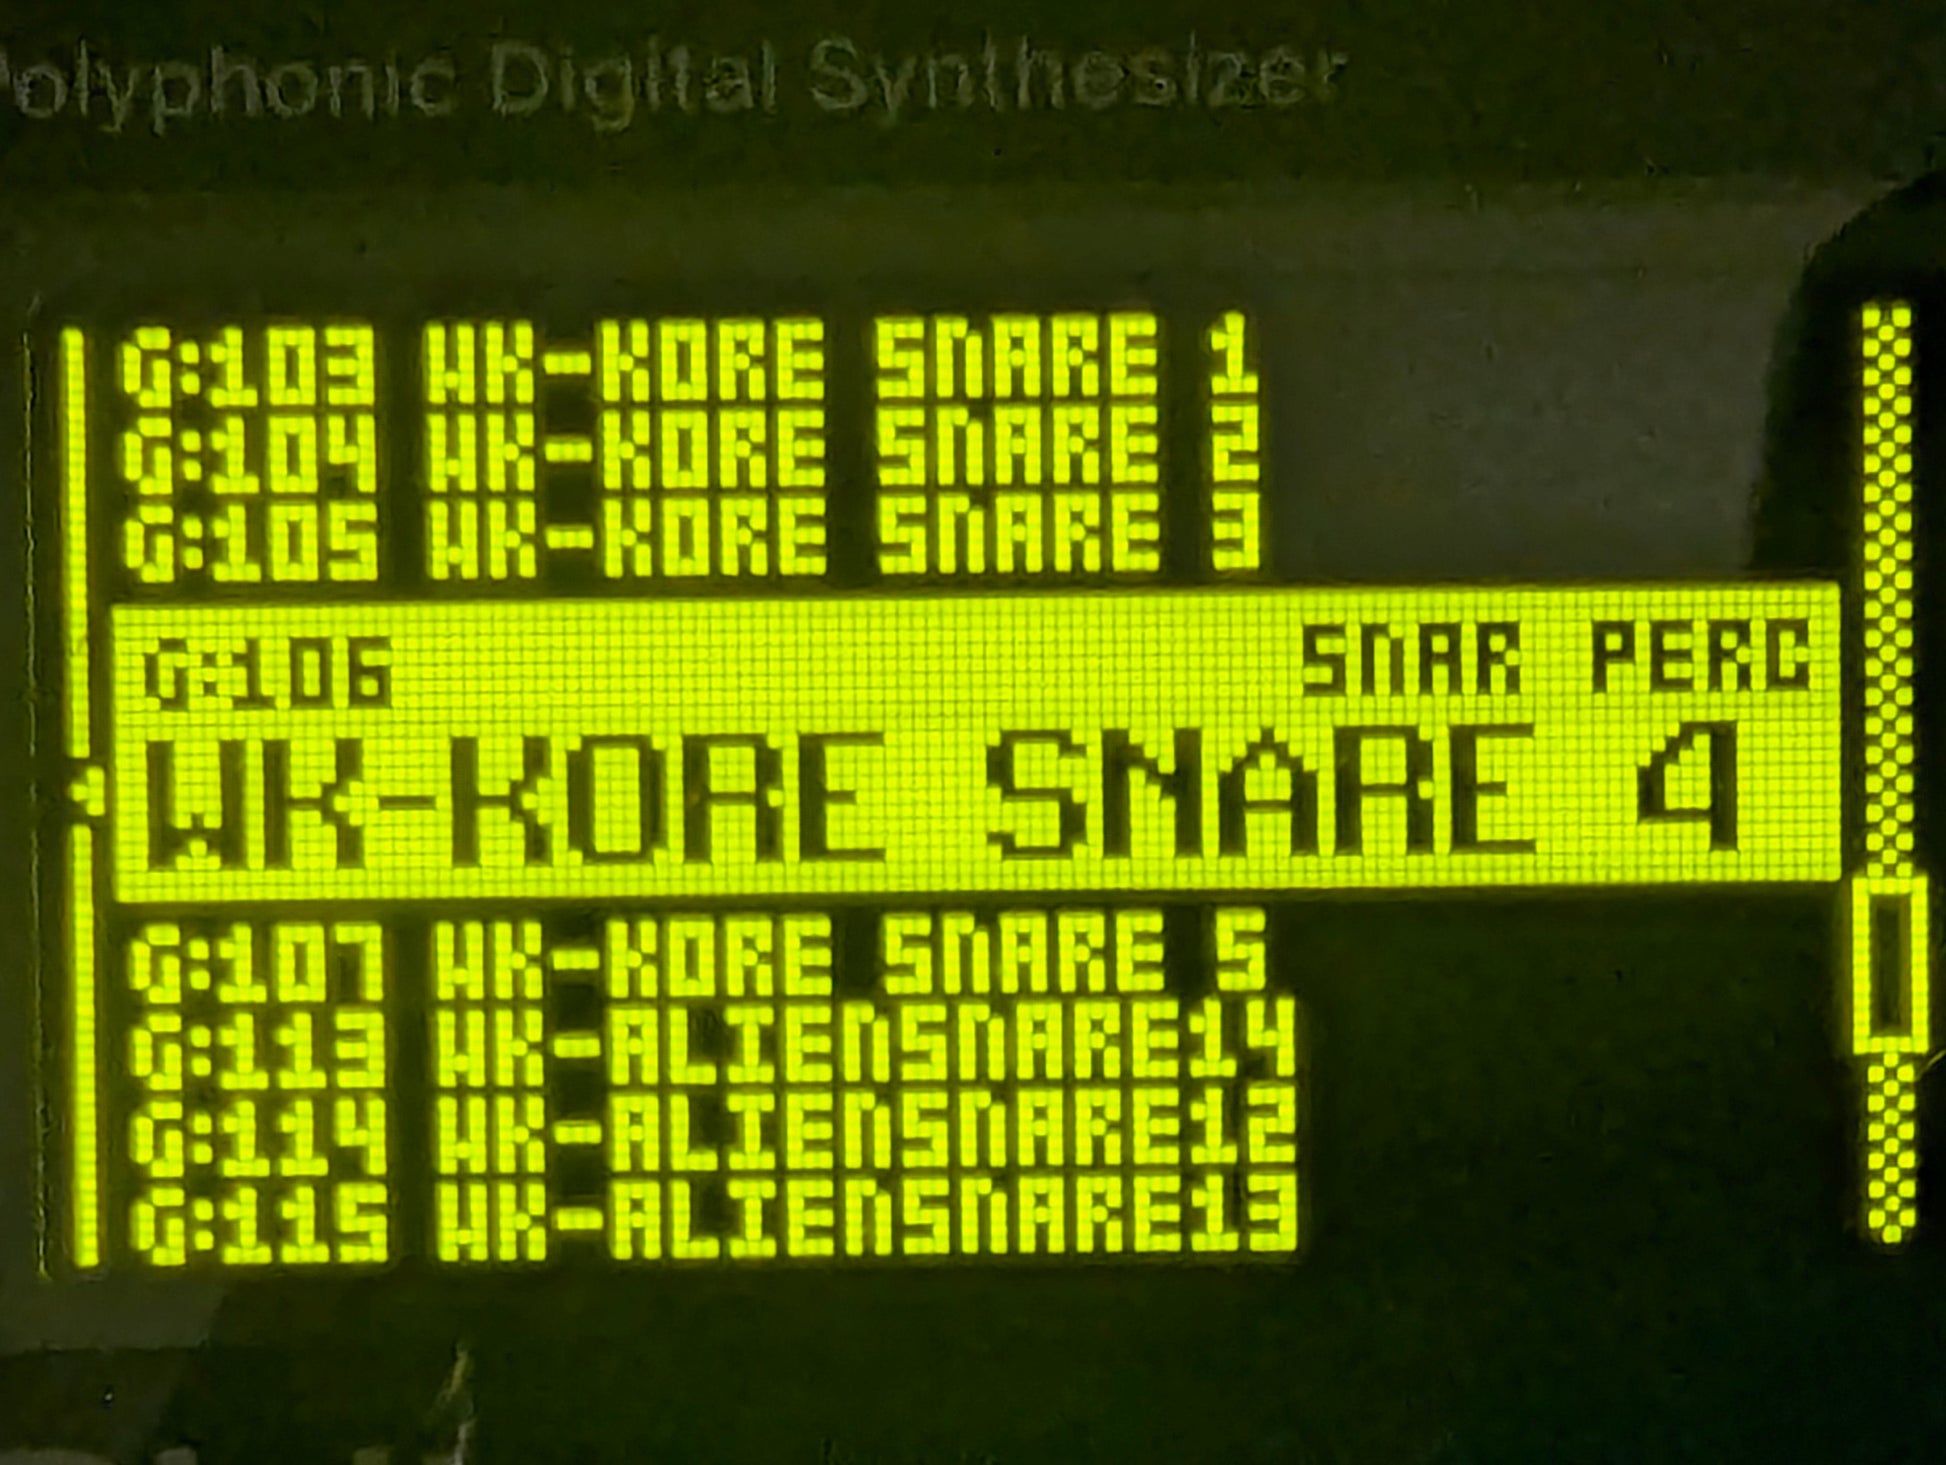 Polyphonic Digital Synthesizer
G:103 WK-KORE SNARE 1
G:104 WK-KORE SNARE 2
G:105 WK-KORE SNARE 3
G:106 SNAR PERC
WK-KORE SNARE 4
G:107 WK-KORE SNARE 5
G:113 WK-ALIENSNARE14
G:114 WK-ALIENSNARE12
G:115 WK-ALIENSNARE13